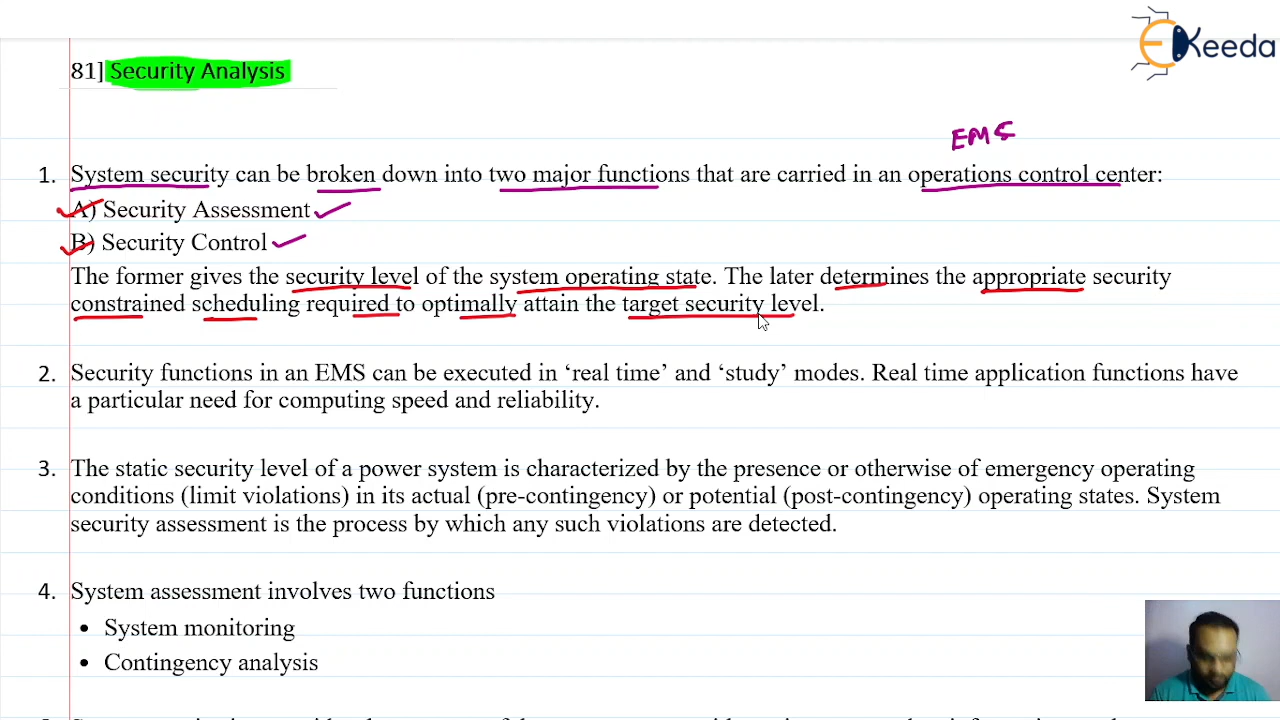 EKeeda
81] Security Analysis
EMS
1. System security can be broken down into two major functions that are carried in an operations control center:
A) Security Assessment
B) Security Control
The former gives the security level of the system operating state. The later determines the appropriate security
constrained scheduling required to optimally attain the target security level.
2. Security functions in an EMS can be executed in ‘real time’ and ‘study’ modes. Real time application functions have
a particular need for computing speed and reliability.
3. The static security level of a power system is characterized by the presence or otherwise of emergency operating
conditions (limit violations) in its actual (pre-contingency) or potential (post-contingency) operating states. System
security assessment is the process by which any such violations are detected.
4. System assessment involves two functions
• System monitoring
• Contingency analysis